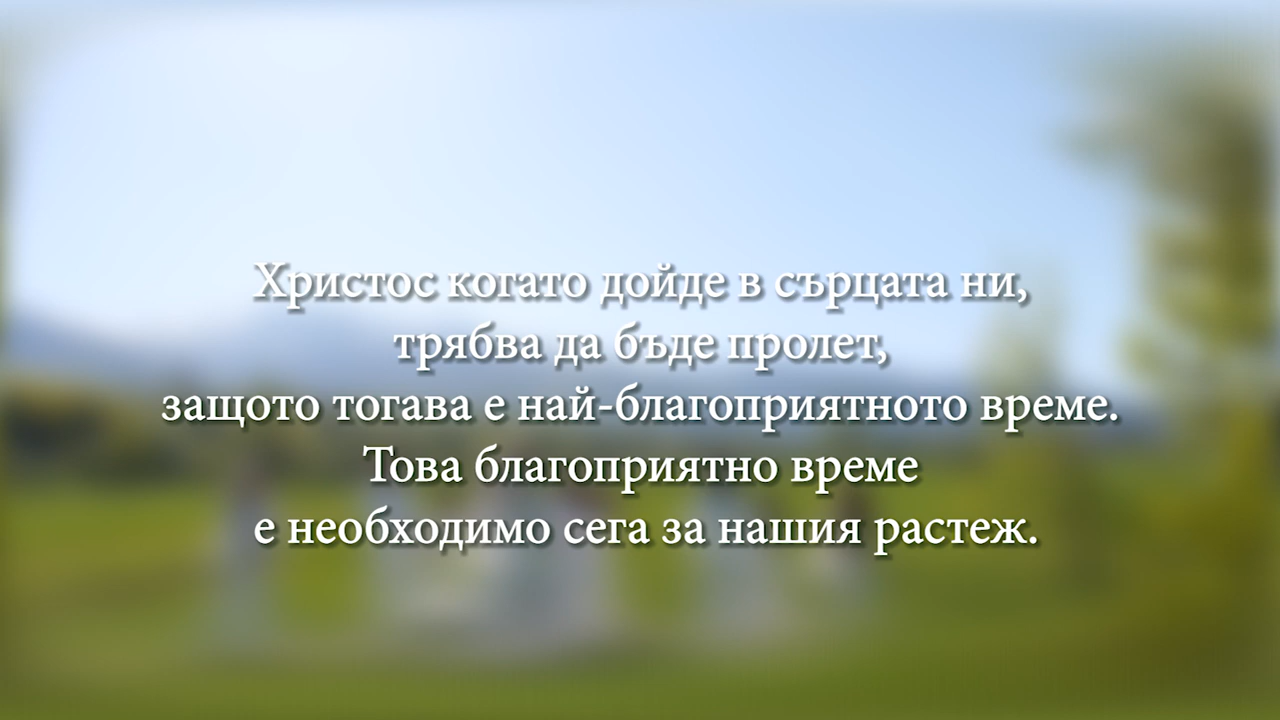 Христос когато дойде в сърцата ни,
трябва да бъде пролет,
защото тогава е най-благоприятното време.
Това благоприятно време
е необходимо сега за нашия растеж.